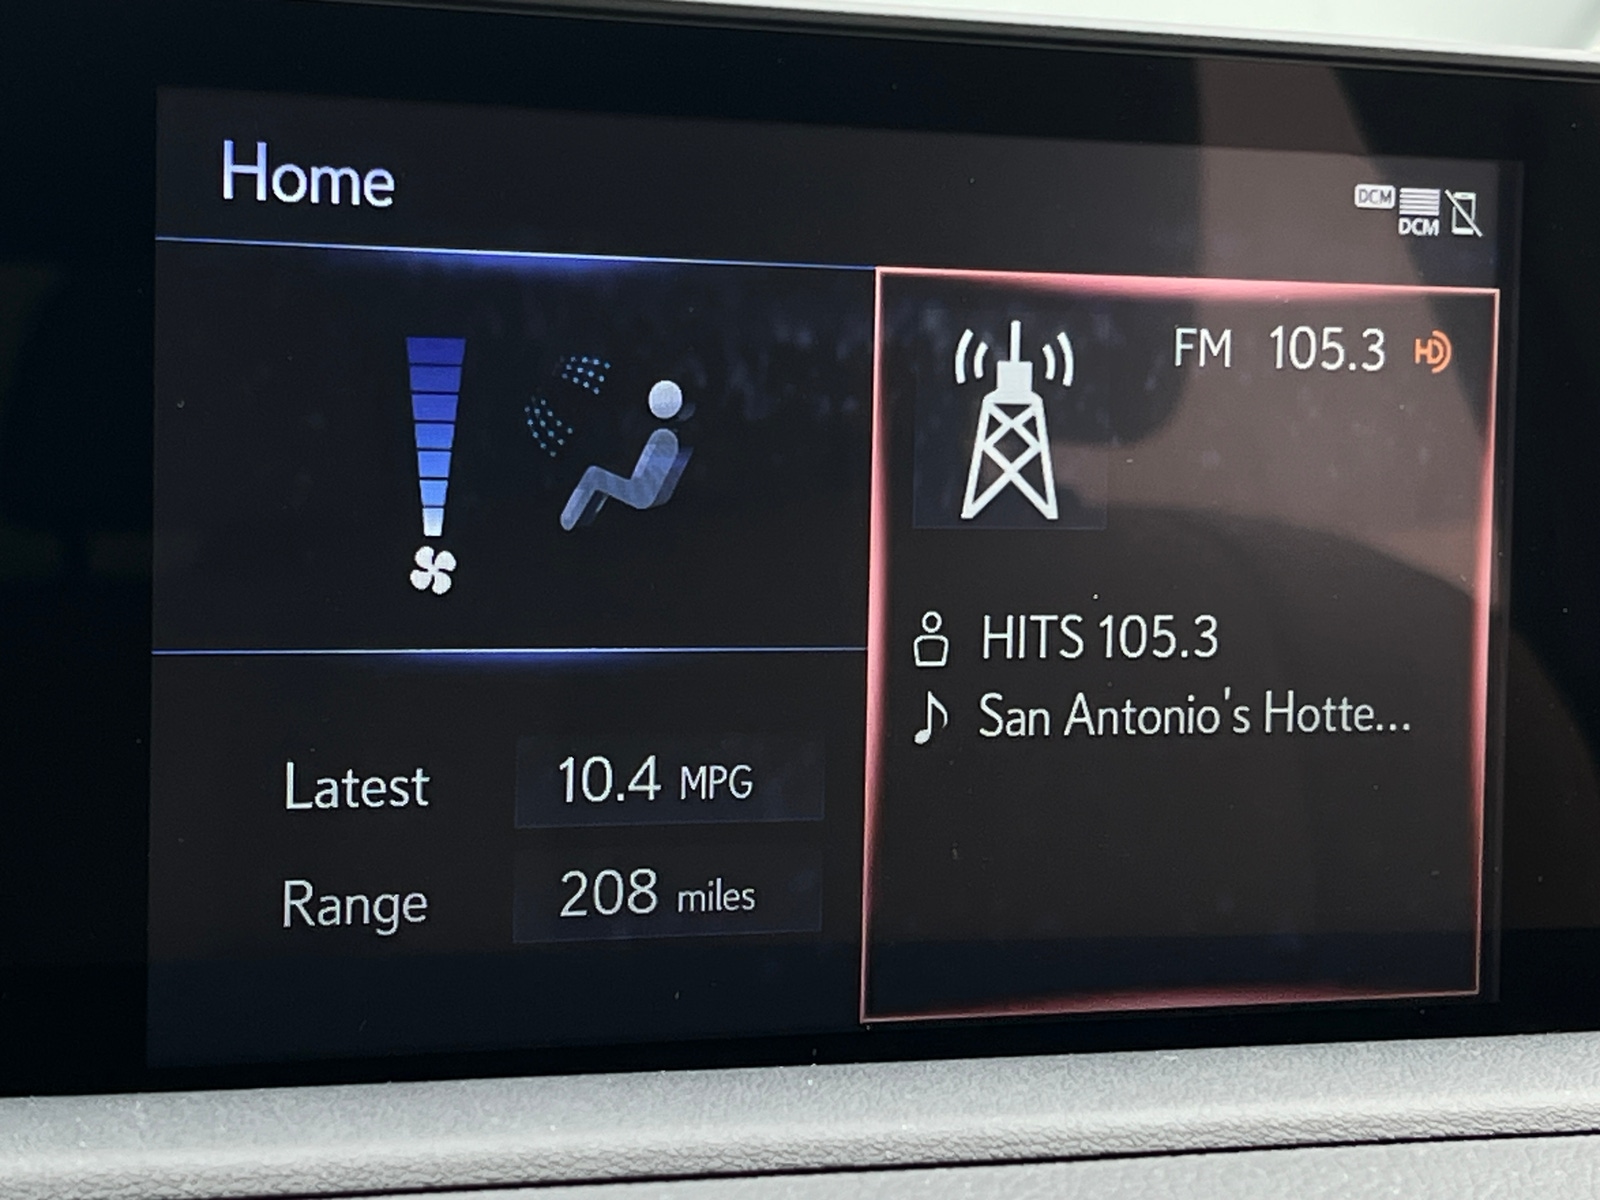 Home
DCM
DCM
FM 105.3 HD
HITS 105.3
San Antonio's Hotte...
Latest 10.4 MPG
Range 208 miles